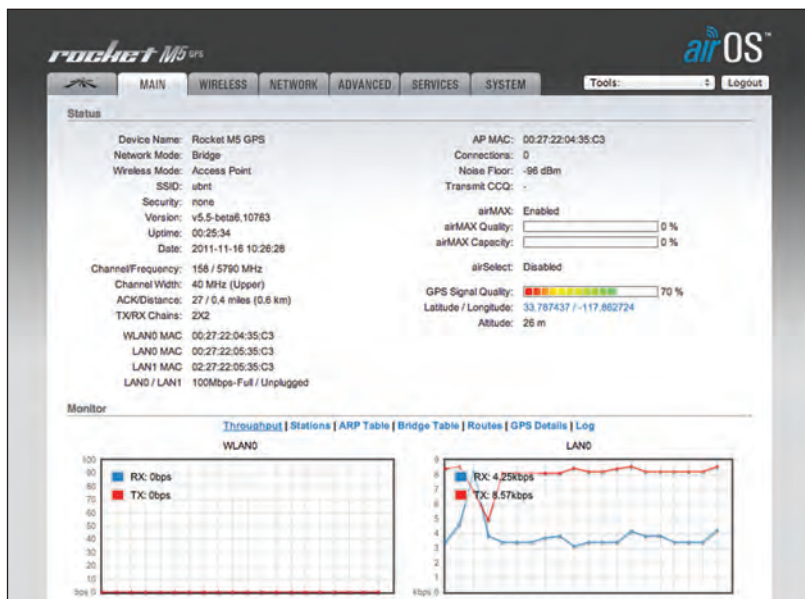 rocket M5 GPS
airOS™
MAIN WIRELESS NETWORK ADVANCED SERVICES SYSTEM Tools: Logout
Status
Device Name: Rocket M5 GPS
Network Mode: Bridge
Wireless Mode: Access Point
SSID: ubnt
Security: none
Version: v5.5-beta6.10783
Uptime: 00:25:34
Date: 2011-11-16 10:26:28
Channel/Frequency: 158 / 5790 MHz
Channel Width: 40 MHz (Upper)
ACK/Distance: 27 / 0.4 miles (0.6 km)
TX/RX Chains: 2X2
WLAN0 MAC 00:27:22:04:35:C3
LAN0 MAC 00:27:22:05:35:C3
LAN1 MAC 02:27:22:05:35:C3
LAN0 / LAN1 100Mbps-Full / Unplugged
AP MAC: 00:27:22:04:35:C3
Connections: 0
Noise Floor: -96 dBm
Transmit CCQ: -
airMAX: Enabled
airMAX Quality: 0 %
airMAX Capacity: 0 %
airSelect: Disabled
GPS Signal Quality: 70 %
Latitude / Longitude: 33.787437 / -117.862724
Altitude: 26 m
Monitor
Throughput | Stations | ARP Table | Bridge Table | Routes | GPS Details | Log
WLAN0
100
90
80
70
60
50
40
30
20
10
bps 0
RX: 0bps
TX: 0bps
LAN0
9
8
7
6
5
4
3
2
1
kbps 0
RX: 4.25kbps
TX: 8.57kbps